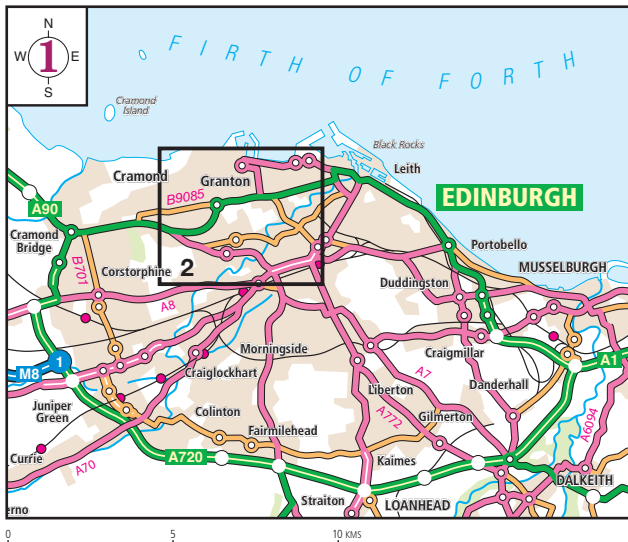 N
W 1 E
S
FIRTH OF FORTH
Cramond
Island
Black Rocks
Cramond
Granton
Leith
B9085
EDINBURGH
A90
Cramond
Bridge
B701
Corstorphine
2
Portobello
MUSSELBURGH
Duddingston
A8
M8
1
Morningside
Craigmillar
A1
Craiglockhart
A7
Danderhall
Juniper
Green
Liberton
Colinton
A772
Gilmerton
A6094
Fairmilehead
Currie
A70
A720
Kaimes
Straiton
LOANHEAD
DALKEITH
erno
0 5 10 KMS